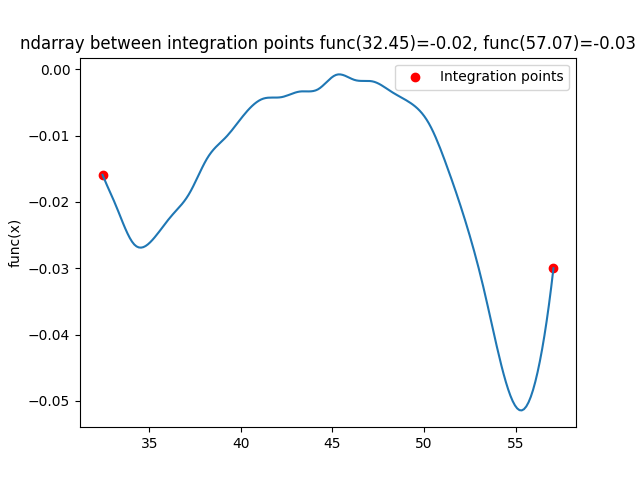 ndarray between integration points func(32.45)=-0.02, func(57.07)=-0.03
Integration points
func(x)
0.00
−0.01
−0.02
−0.03
−0.04
−0.05
35 40 45 50 55